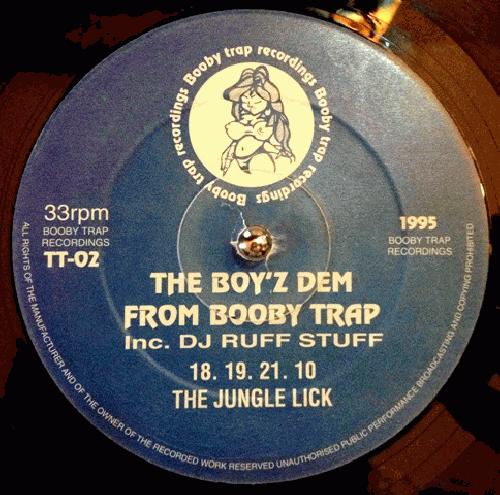 Booby trap recordings Booby trap recordings Booby trap recordings
33rpm
BOOBY TRAP
RECORDINGS
TT-02
1995
BOOBY TRAP
RECORDINGS
THE BOY'Z DEM
FROM BOOBY TRAP
Inc. DJ RUFF STUFF
18. 19. 21. 10
THE JUNGLE LICK
ALL RIGHTS OF THE MANUFACTURER AND OF THE OWNER OF THE RECORDED WORK RESERVED UNAUTHORISED PUBLIC PERFORMANCE BROADCASTING AND COPYING PROHIBITED